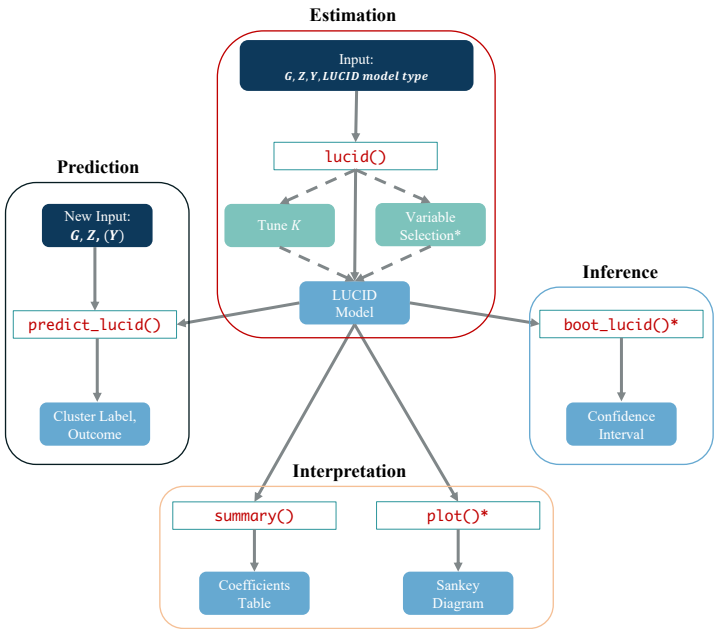 Estimation
Input:
G, Z, Y, LUCID model type
lucid()
Tune K
Variable
Selection*
LUCID
Model
Prediction
New Input:
G, Z, (Y)
predict_lucid()
Cluster Label,
Outcome
Inference
boot_lucid()*
Confidence
Interval
Interpretation
summary()
plot()*
Coefficients
Table
Sankey
Diagram